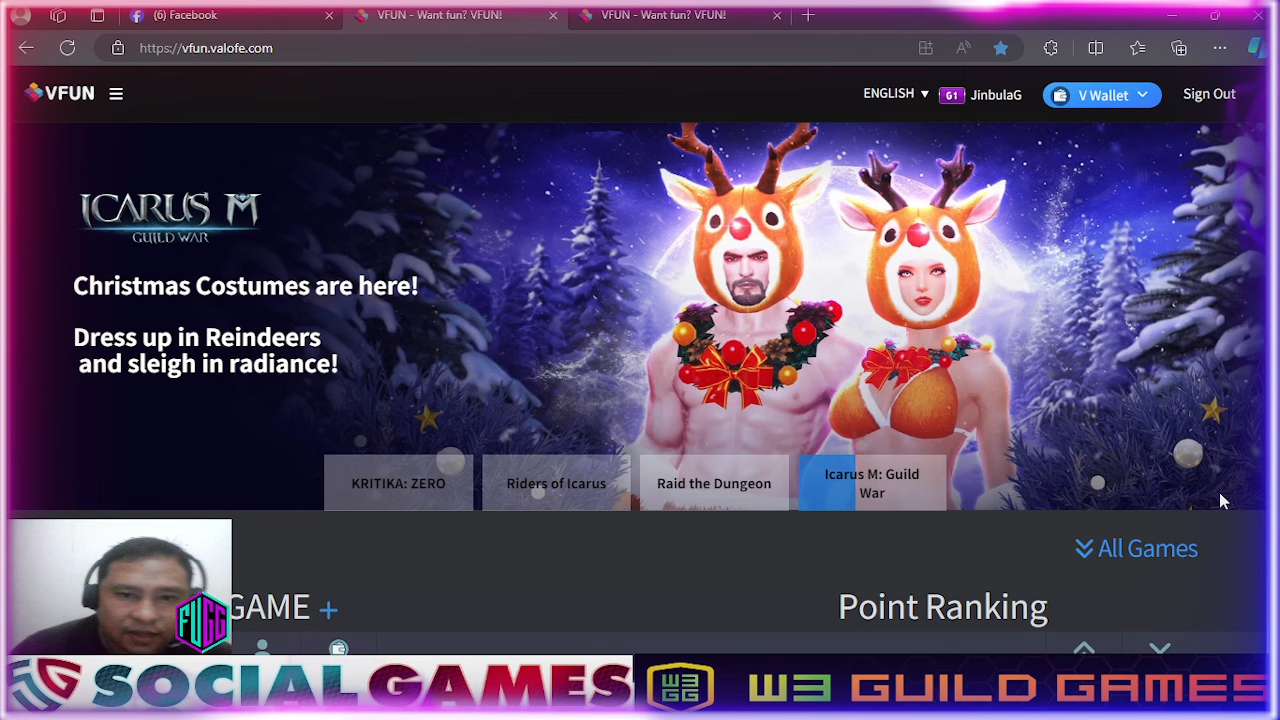 (6) Facebook
VFUN - Want fun? VFUN!
VFUN - Want fun? VFUN!
https://vfun.valofe.com
VFUN
ENGLISH ▼
G1 JinbulaG
V Wallet
Sign Out
ICARUS M
GUILD WAR
Christmas Costumes are here!
Dress up in Reindeers
and sleigh in radiance!
KRITIKA: ZERO
Riders of Icarus
Raid the Dungeon
Icarus M: Guild
War
All Games
GAME +
Point Ranking
FUGG
SOCIAL GAMES
W3
GG
W3 GUILD GAMES